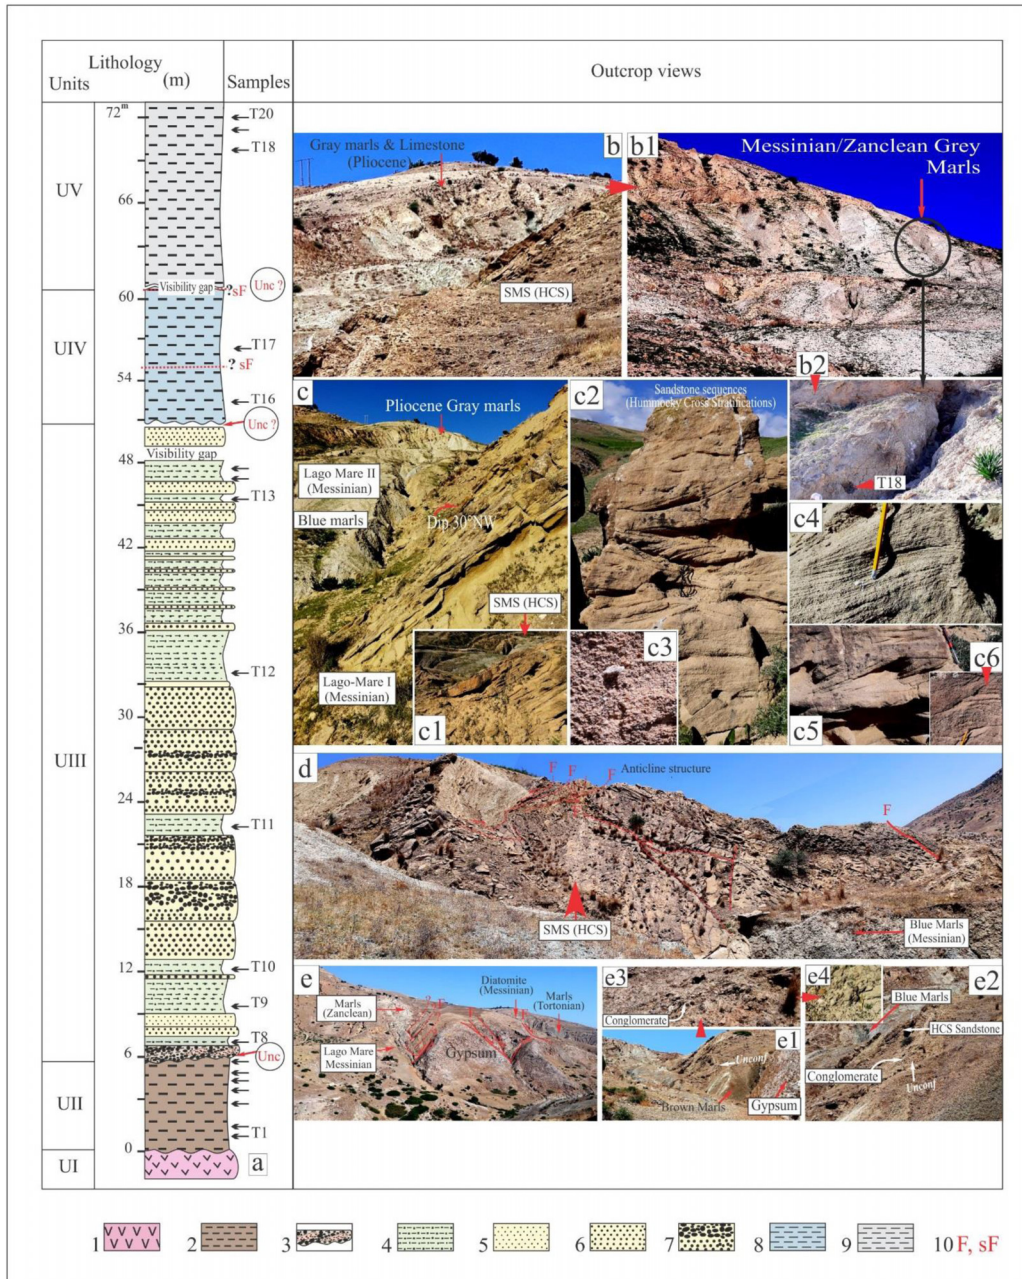 Lithology
Units
(m)
Samples
Outcrop views
72m
T20
T18
UV
66
Visibility gap
? sF
Unc ?
60
UIV
T17
? sF
54
T16
Unc ?
Visibility gap
48
T13
42
36
T12
30
UIII
24
T11
18
12
T10
T9
T8
6
Unc
UII
T1
0
UI
a
Gray marls & Limestone
(Pliocene)
b
SMS (HCS)
b1
Messinian/Zanclean Grey
Marls
b2
T18
c
Pliocene Gray marls
Lago Mare II
(Messinian)
Blue marls
Dip 30°NW
SMS (HCS)
Lago-Mare I
(Messinian)
c1
c2
Sandstone sequences
(Hummocky Cross Stratifications)
c3
c4
c5
c6
d
F
F
F
Anticline structure
F
SMS (HCS)
Blue Marls
(Messinian)
e
Diatomite
(Messinian)
Marls
(Tortonian)
Marls
(Zanclean)
Lago Mare
Messinian
Gypsum
e3
Conglomerate
e4
e1
Unconf
Brown Marls
Gypsum
e2
Blue Marls
HCS Sandstone
Conglomerate
Unconf
1
2
3
4
5
6
7
8
9
10 F, sF